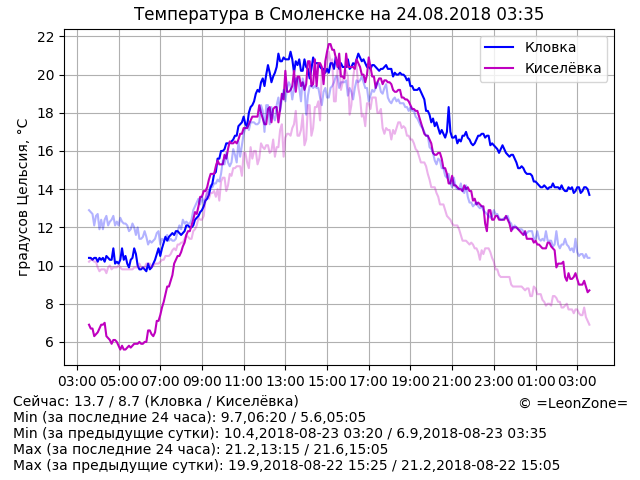 Температура в Смоленске на 24.08.2018 03:35
градусов Цельсия, °C
22
20
18
16
14
12
10
8
6
Кловка
Киселёвка
03:00 05:00 07:00 09:00 11:00 13:00 15:00 17:00 19:00 21:00 23:00 01:00 03:00
Сейчас: 13.7 / 8.7 (Кловка / Киселёвка)
© =LeonZone=
Min (за последние 24 часа): 9.7,06:20 / 5.6,05:05
Min (за предыдущие сутки): 10.4,2018-08-23 03:20 / 6.9,2018-08-23 03:35
Max (за последние 24 часа): 21.2,13:15 / 21.6,15:05
Max (за предыдущие сутки): 19.9,2018-08-22 15:25 / 21.2,2018-08-22 15:05